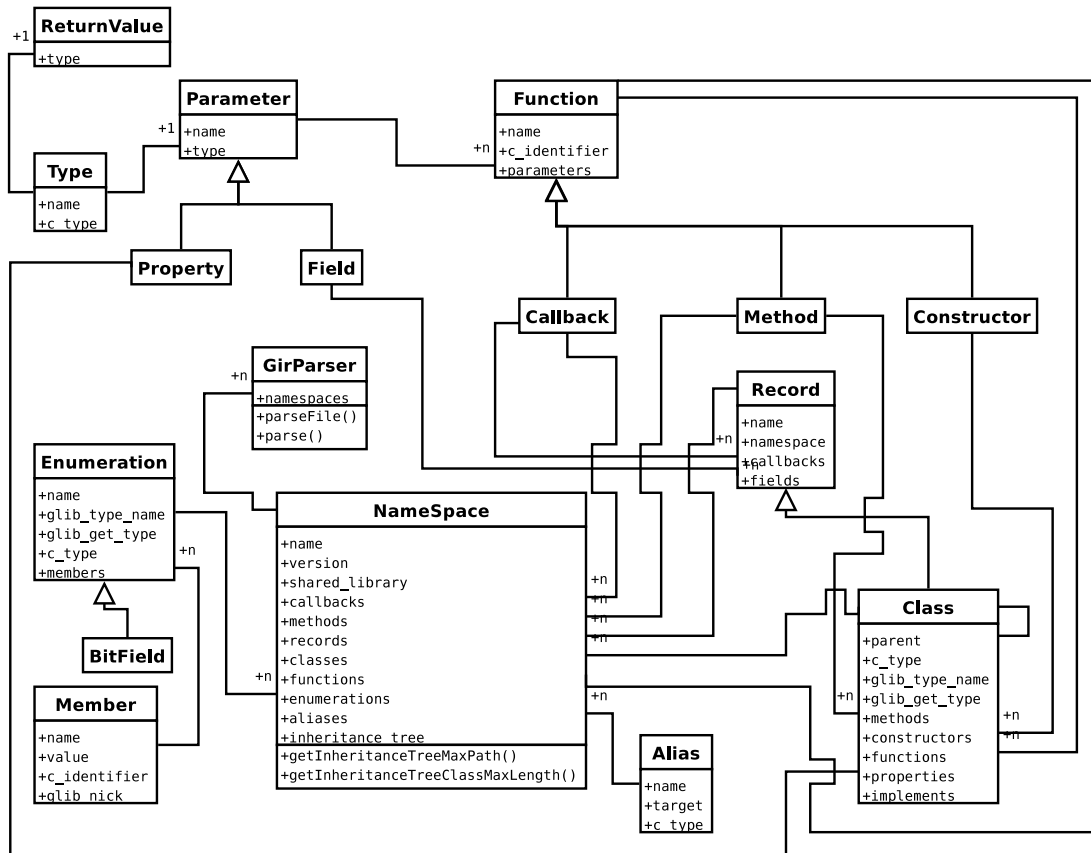 ReturnValue
+type
+1
Parameter
+name
+type
+1
Function
+name
+c_identifier
+parameters
+n
Type
+name
+c_type
Property
Field
Callback
Method
Constructor
GirParser
+namespaces
+parseFile()
+parse()
+n
Record
+name
+namespace
+callbacks
+fields
+n
+n
Enumeration
+name
+glib_type_name
+glib_get_type
+c_type
+members
+n
NameSpace
+name
+version
+shared_library
+callbacks
+methods
+records
+classes
+functions
+enumerations
+aliases
+inheritance_tree
+getInheritanceTreeMaxPath()
+getInheritanceTreeClassMaxLength()
+n
+n
+n
+n
+n
BitField
Member
+name
+value
+c_identifier
+glib_nick
Alias
+name
+target
+c_type
Class
+parent
+c_type
+glib_type_name
+glib_get_type
+methods
+constructors
+functions
+properties
+implements
+n
+n
+n